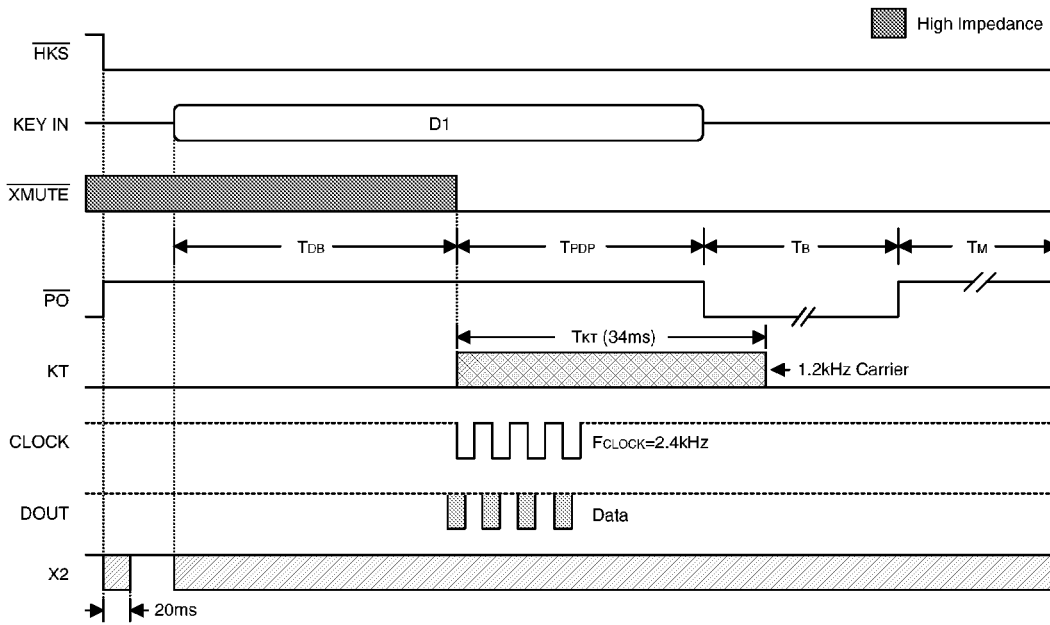 High Impedance
HKS
KEY IN
D1
XMUTE
TDB
TPDP
TB
TM
PO
TKT (34ms)
KT
1.2kHz Carrier
CLOCK
FCLOCK=2.4kHz
DOUT
Data
X2
20ms